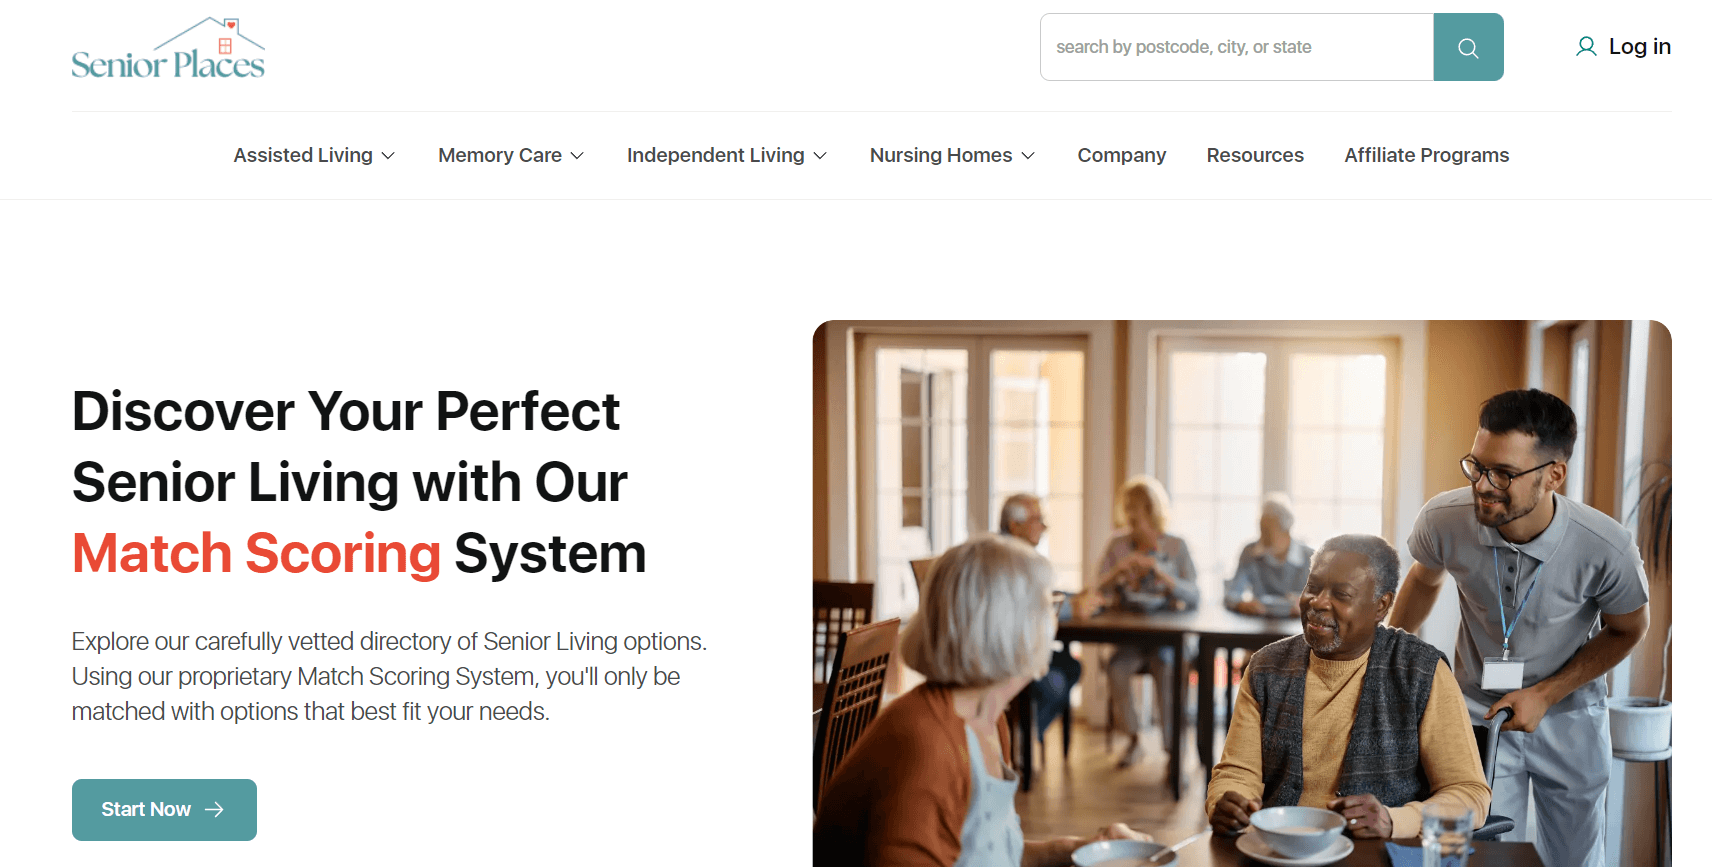 Senior Places
search by postcode, city, or state
Log in
Assisted Living
Memory Care
Independent Living
Nursing Homes
Company
Resources
Affiliate Programs
Discover Your Perfect
Senior Living with Our
Match Scoring System
Explore our carefully vetted directory of Senior Living options.
Using our proprietary Match Scoring System, you'll only be
matched with options that best fit your needs.
Start Now